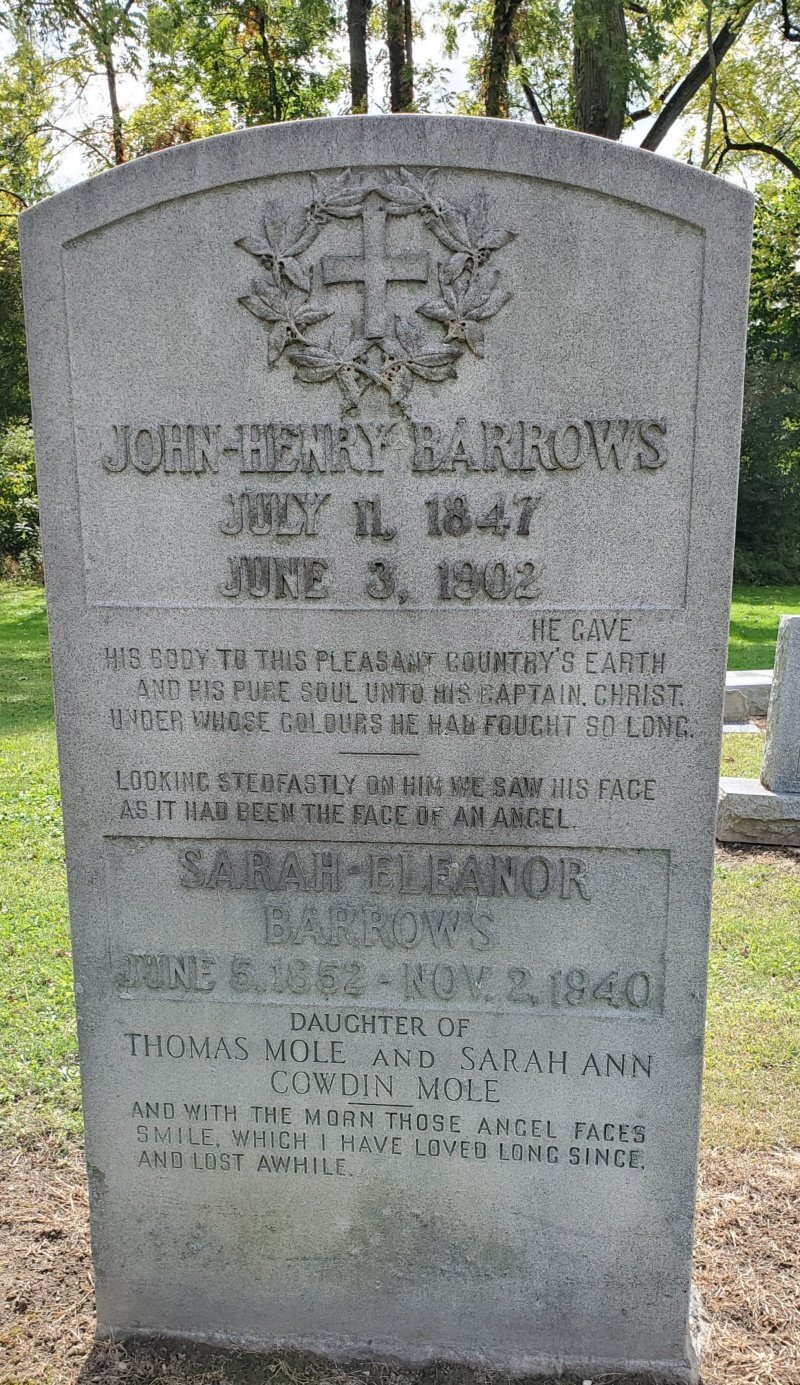 JOHN-HENRY BARROWS
JULY 11, 1847
JUNE 3, 1902
HE GAVE
HIS BODY TO THIS PLEASANT COUNTRY'S EARTH
AND HIS PURE SOUL UNTO HIS CAPTAIN, CHRIST,
UNDER WHOSE COLOURS HE HAD FOUGHT SO LONG.
LOOKING STEDFASTLY ON HIM WE SAW HIS FACE
AS IT HAD BEEN THE FACE OF AN ANGEL.
SARAH-ELEANOR
BARROWS
JUNE 5, 1852 - NOV. 2, 1940
DAUGHTER OF
THOMAS MOLE AND SARAH ANN
COWDIN MOLE
AND WITH THE MORN THOSE ANGEL FACES
SMILE, WHICH I HAVE LOVED LONG SINCE,
AND LOST AWHILE.